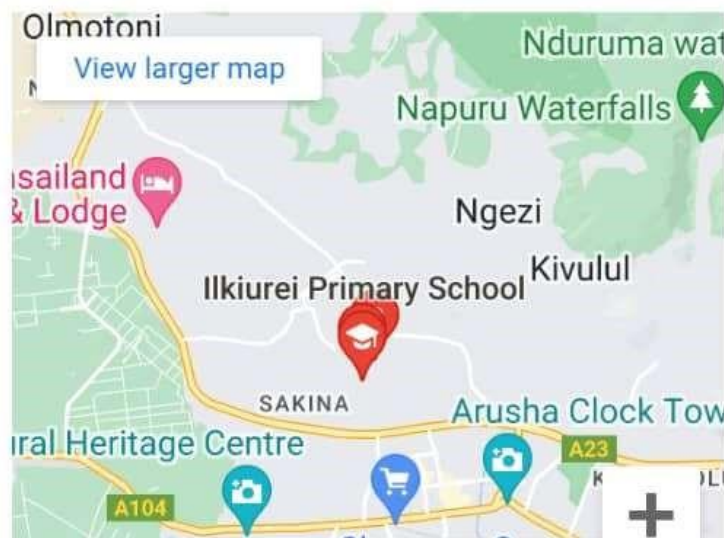 Olmotoni
View larger map
Nduruma wat
Napuru Waterfalls
sailand
& Lodge
Ngezi
Kivulul
Ilkiurei Primary School
SAKINA
Arusha Clock Tow
ral Heritage Centre
A23
A104
+